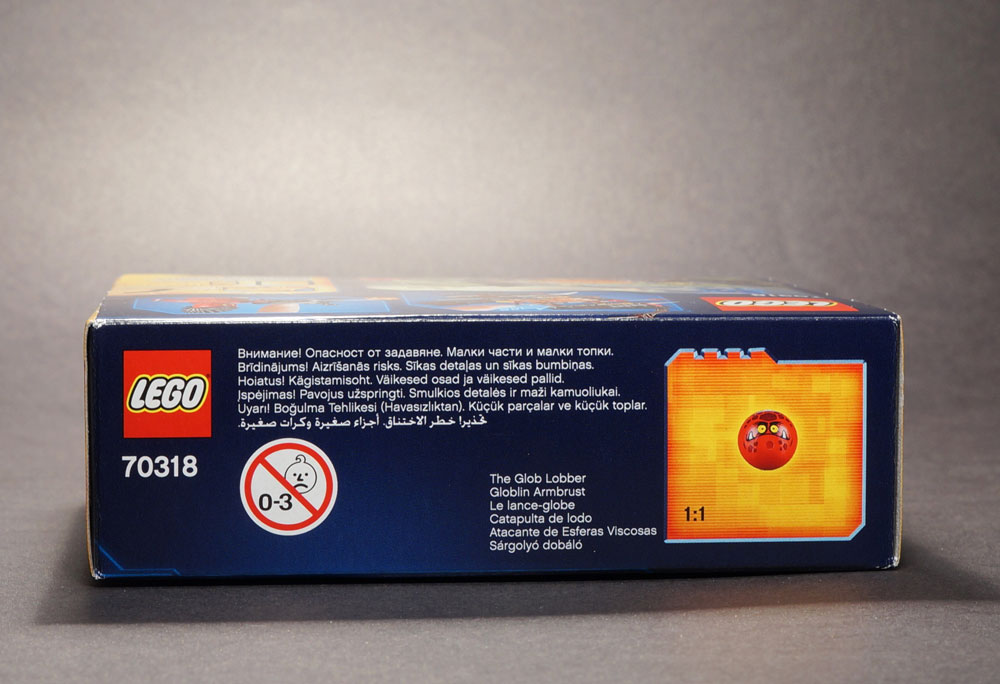 LEGO
LEGO
70318
Внимание! Опасност от задавяне. Малки части и малки топки.
Brīdinājums! Aizrīšanās risks. Sīkas detaļas un sīkas bumbiņas.
Hoiatus! Kägistamisoht. Väikesed osad ja väikesed pallid.
Įspėjimas! Pavojus užspringti. Smulkios detalės ir maži kamuoliukai.
Uyarı! Boğulma Tehlikesi (Havasızlıktan). Küçük parçalar ve küçük toplar.
تحذير! خطر الاختناق. أجزاء صغيرة وكرات صغيرة.
0-3
The Glob Lobber
Globlin Armbrust
Le lance-globe
Catapulta de lodo
Atacante de Esferas Viscosas
Sárgolyó dobáló
1:1